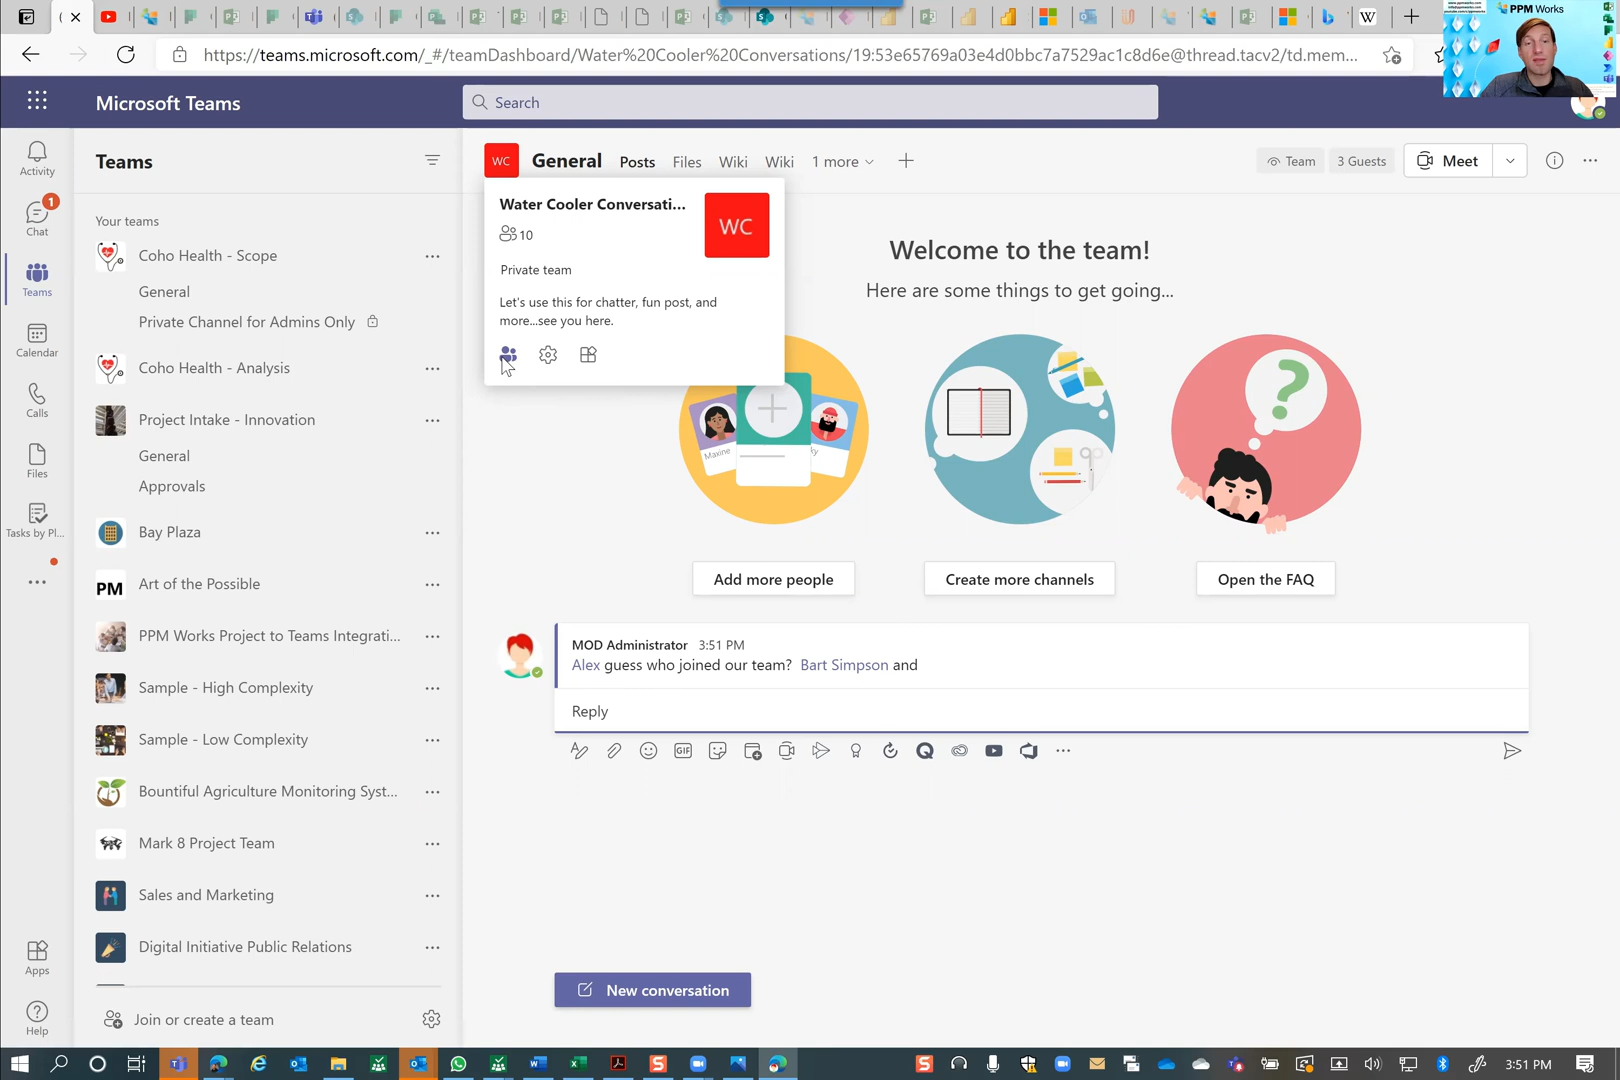 https://teams.microsoft.com/_#/teamDashboard/Water%20Cooler%20Conversations/19:53e65769a03e4d0bbc7a7529ac1c8d6e@thread.tacv2/td.mem...
PPM Works
Microsoft Teams
Search
Activity
Chat
1
Teams
Calendar
Calls
Files
Tasks by Pl...
Apps
Help
Teams
Your teams
Coho Health - Scope
General
Private Channel for Admins Only
Coho Health - Analysis
Project Intake - Innovation
General
Approvals
Bay Plaza
PM
Art of the Possible
PPM Works Project to Teams Integrati...
Sample - High Complexity
Sample - Low Complexity
Bountiful Agriculture Monitoring Syst...
Mark 8 Project Team
Sales and Marketing
Digital Initiative Public Relations
Join or create a team
WC
General
Posts
Files
Wiki
Wiki
1 more
Team
3 Guests
Meet
Water Cooler Conversati...
WC
10
Private team
Let's use this for chatter, fun post, and
more...see you here.
Welcome to the team!
Here are some things to get going...
Maxine
Add more people
Create more channels
Open the FAQ
MOD Administrator 3:51 PM
Alex guess who joined our team? Bart Simpson and
Reply
GIF
New conversation
3:51 PM